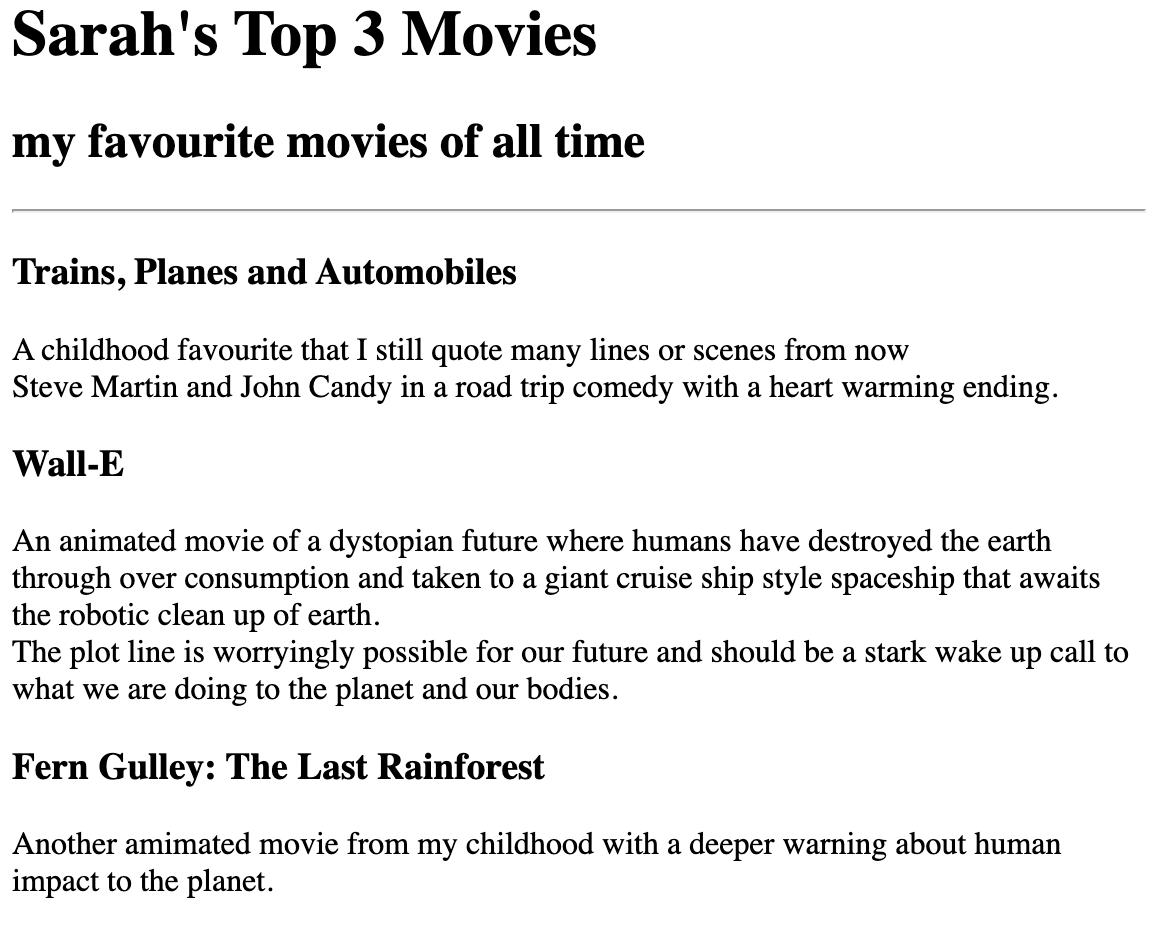 Sarah's Top 3 Movies
my favourite movies of all time
Trains, Planes and Automobiles
A childhood favourite that I still quote many lines or scenes from now
Steve Martin and John Candy in a road trip comedy with a heart warming ending.
Wall-E
An animated movie of a dystopian future where humans have destroyed the earth
through over consumption and taken to a giant cruise ship style spaceship that awaits
the robotic clean up of earth.
The plot line is worryingly possible for our future and should be a stark wake up call to
what we are doing to the planet and our bodies.
Fern Gulley: The Last Rainforest
Another amimated movie from my childhood with a deeper warning about human
impact to the planet.